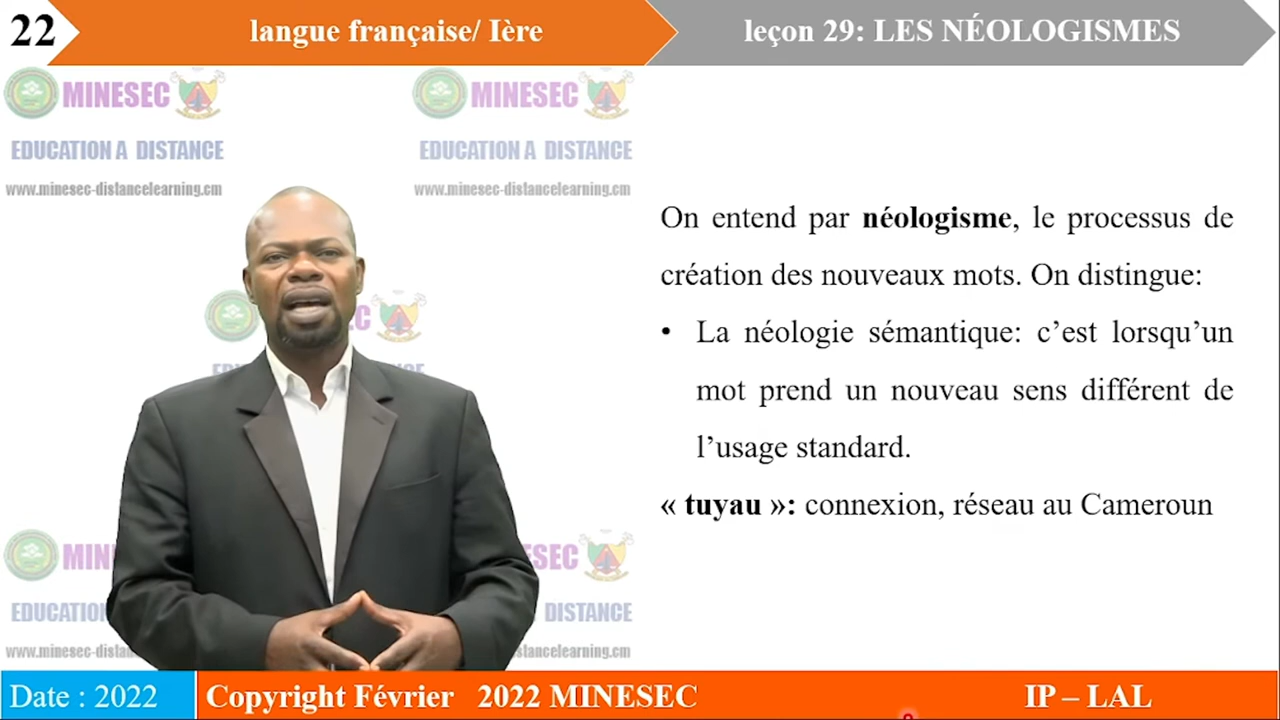 22
langue française/ Ière
leçon 29: LES NÉOLOGISMES
MINESEC
MINESEC
EDUCATION A DISTANCE
EDUCATION A DISTANCE
www.minesec-distancelearning.cm
www.minesec-distancelearning.cm
On entend par néologisme, le processus de
création des nouveaux mots. On distingue:
• La néologie sémantique: c’est lorsqu’un
mot prend un nouveau sens différent de
l’usage standard.
« tuyau »: connexion, réseau au Cameroun
Date : 2022
Copyright Février 2022 MINESEC
IP – LAL